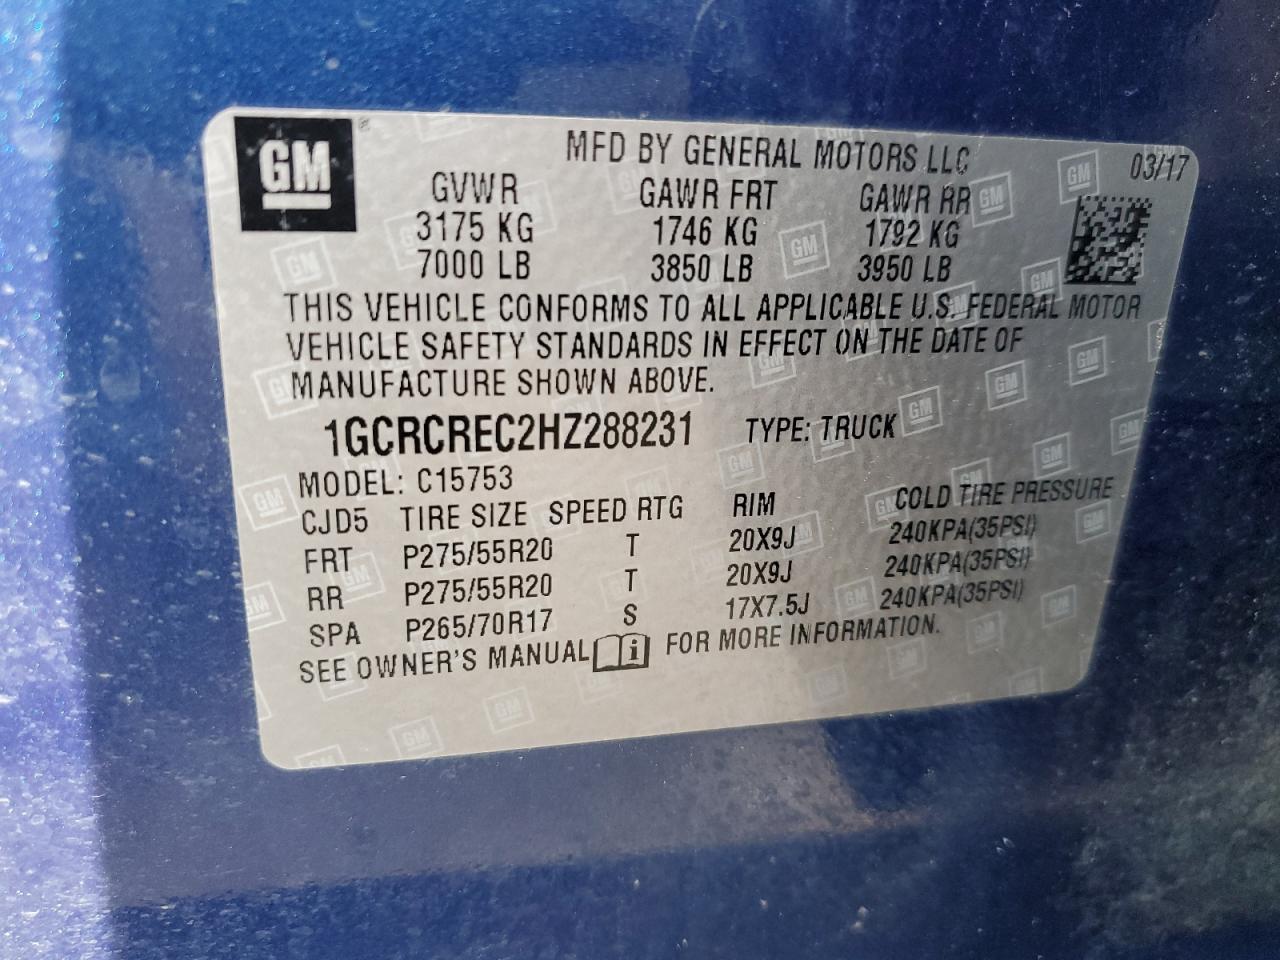 GM
MFD BY GENERAL MOTORS LLC 03/17
GVWR GAWR FRT GAWR RR
3175 KG 1746 KG 1792 KG
7000 LB 3850 LB 3950 LB
THIS VEHICLE CONFORMS TO ALL APPLICABLE U.S. FEDERAL MOTOR
VEHICLE SAFETY STANDARDS IN EFFECT ON THE DATE OF
MANUFACTURE SHOWN ABOVE.
1GCRCREC2HZ288231 TYPE: TRUCK
MODEL: C15753
CJD5 TIRE SIZE SPEED RTG RIM COLD TIRE PRESSURE
FRT P275/55R20 T 20X9J 240KPA(35PSI)
RR P275/55R20 T 20X9J 240KPA(35PSI)
SPA P265/70R17 S 17X7.5J 240KPA(35PSI)
SEE OWNER'S MANUAL i FOR MORE INFORMATION.